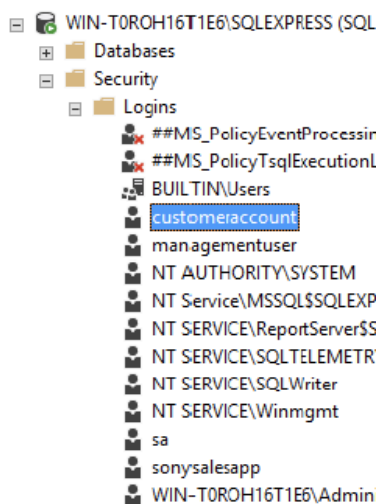 WIN-T0ROH16T1E6\SQLEXPRESS (SQL
Databases
Security
Logins
##MS_PolicyEventProcessin
##MS_PolicyTsqlExecutionL
BUILTIN\Users
customeraccount
managementuser
NT AUTHORITY\SYSTEM
NT Service\MSSQL$SQLEXP
NT SERVICE\ReportServer$S
NT SERVICE\SQLTELEMETRY
NT SERVICE\SQLWriter
NT SERVICE\Winmgmt
sa
sonysalesapp
WIN-T0ROH16T1E6\Admin